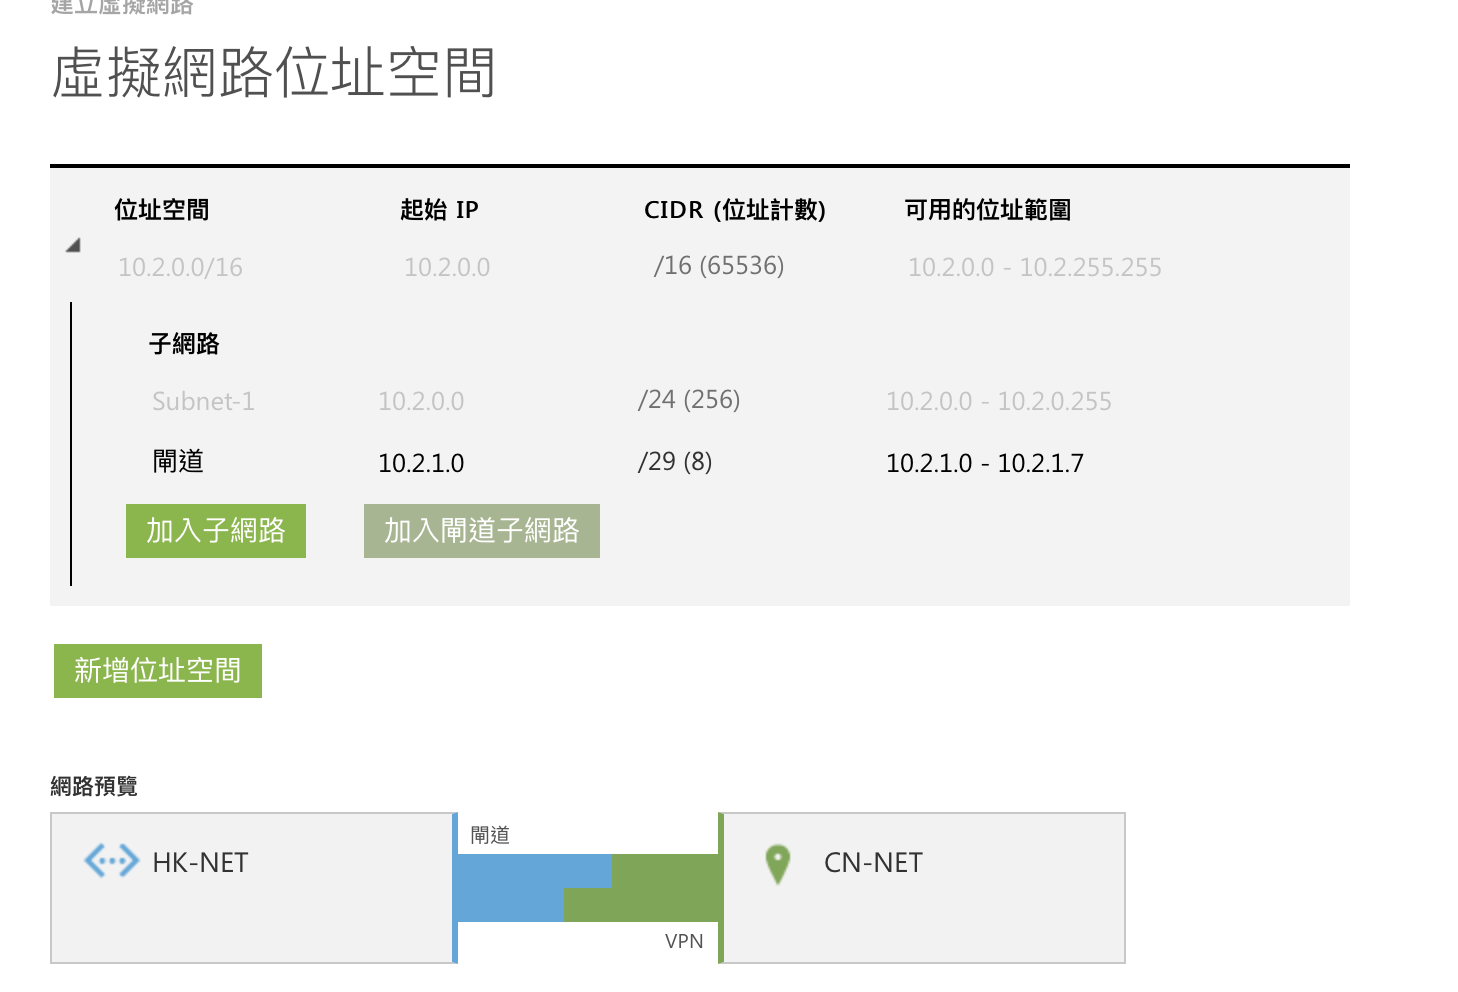 建立虛擬網路
虛擬網路位址空間
位址空間 起始 IP CIDR (位址計數) 可用的位址範圍
10.2.0.0/16 10.2.0.0 /16 (65536) 10.2.0.0 - 10.2.255.255
子網路
Subnet-1 10.2.0.0 /24 (256) 10.2.0.0 - 10.2.0.255
閘道 10.2.1.0 /29 (8) 10.2.1.0 - 10.2.1.7
加入子網路 加入閘道子網路
新增位址空間
網路預覽
閘道
HK-NET CN-NET
VPN